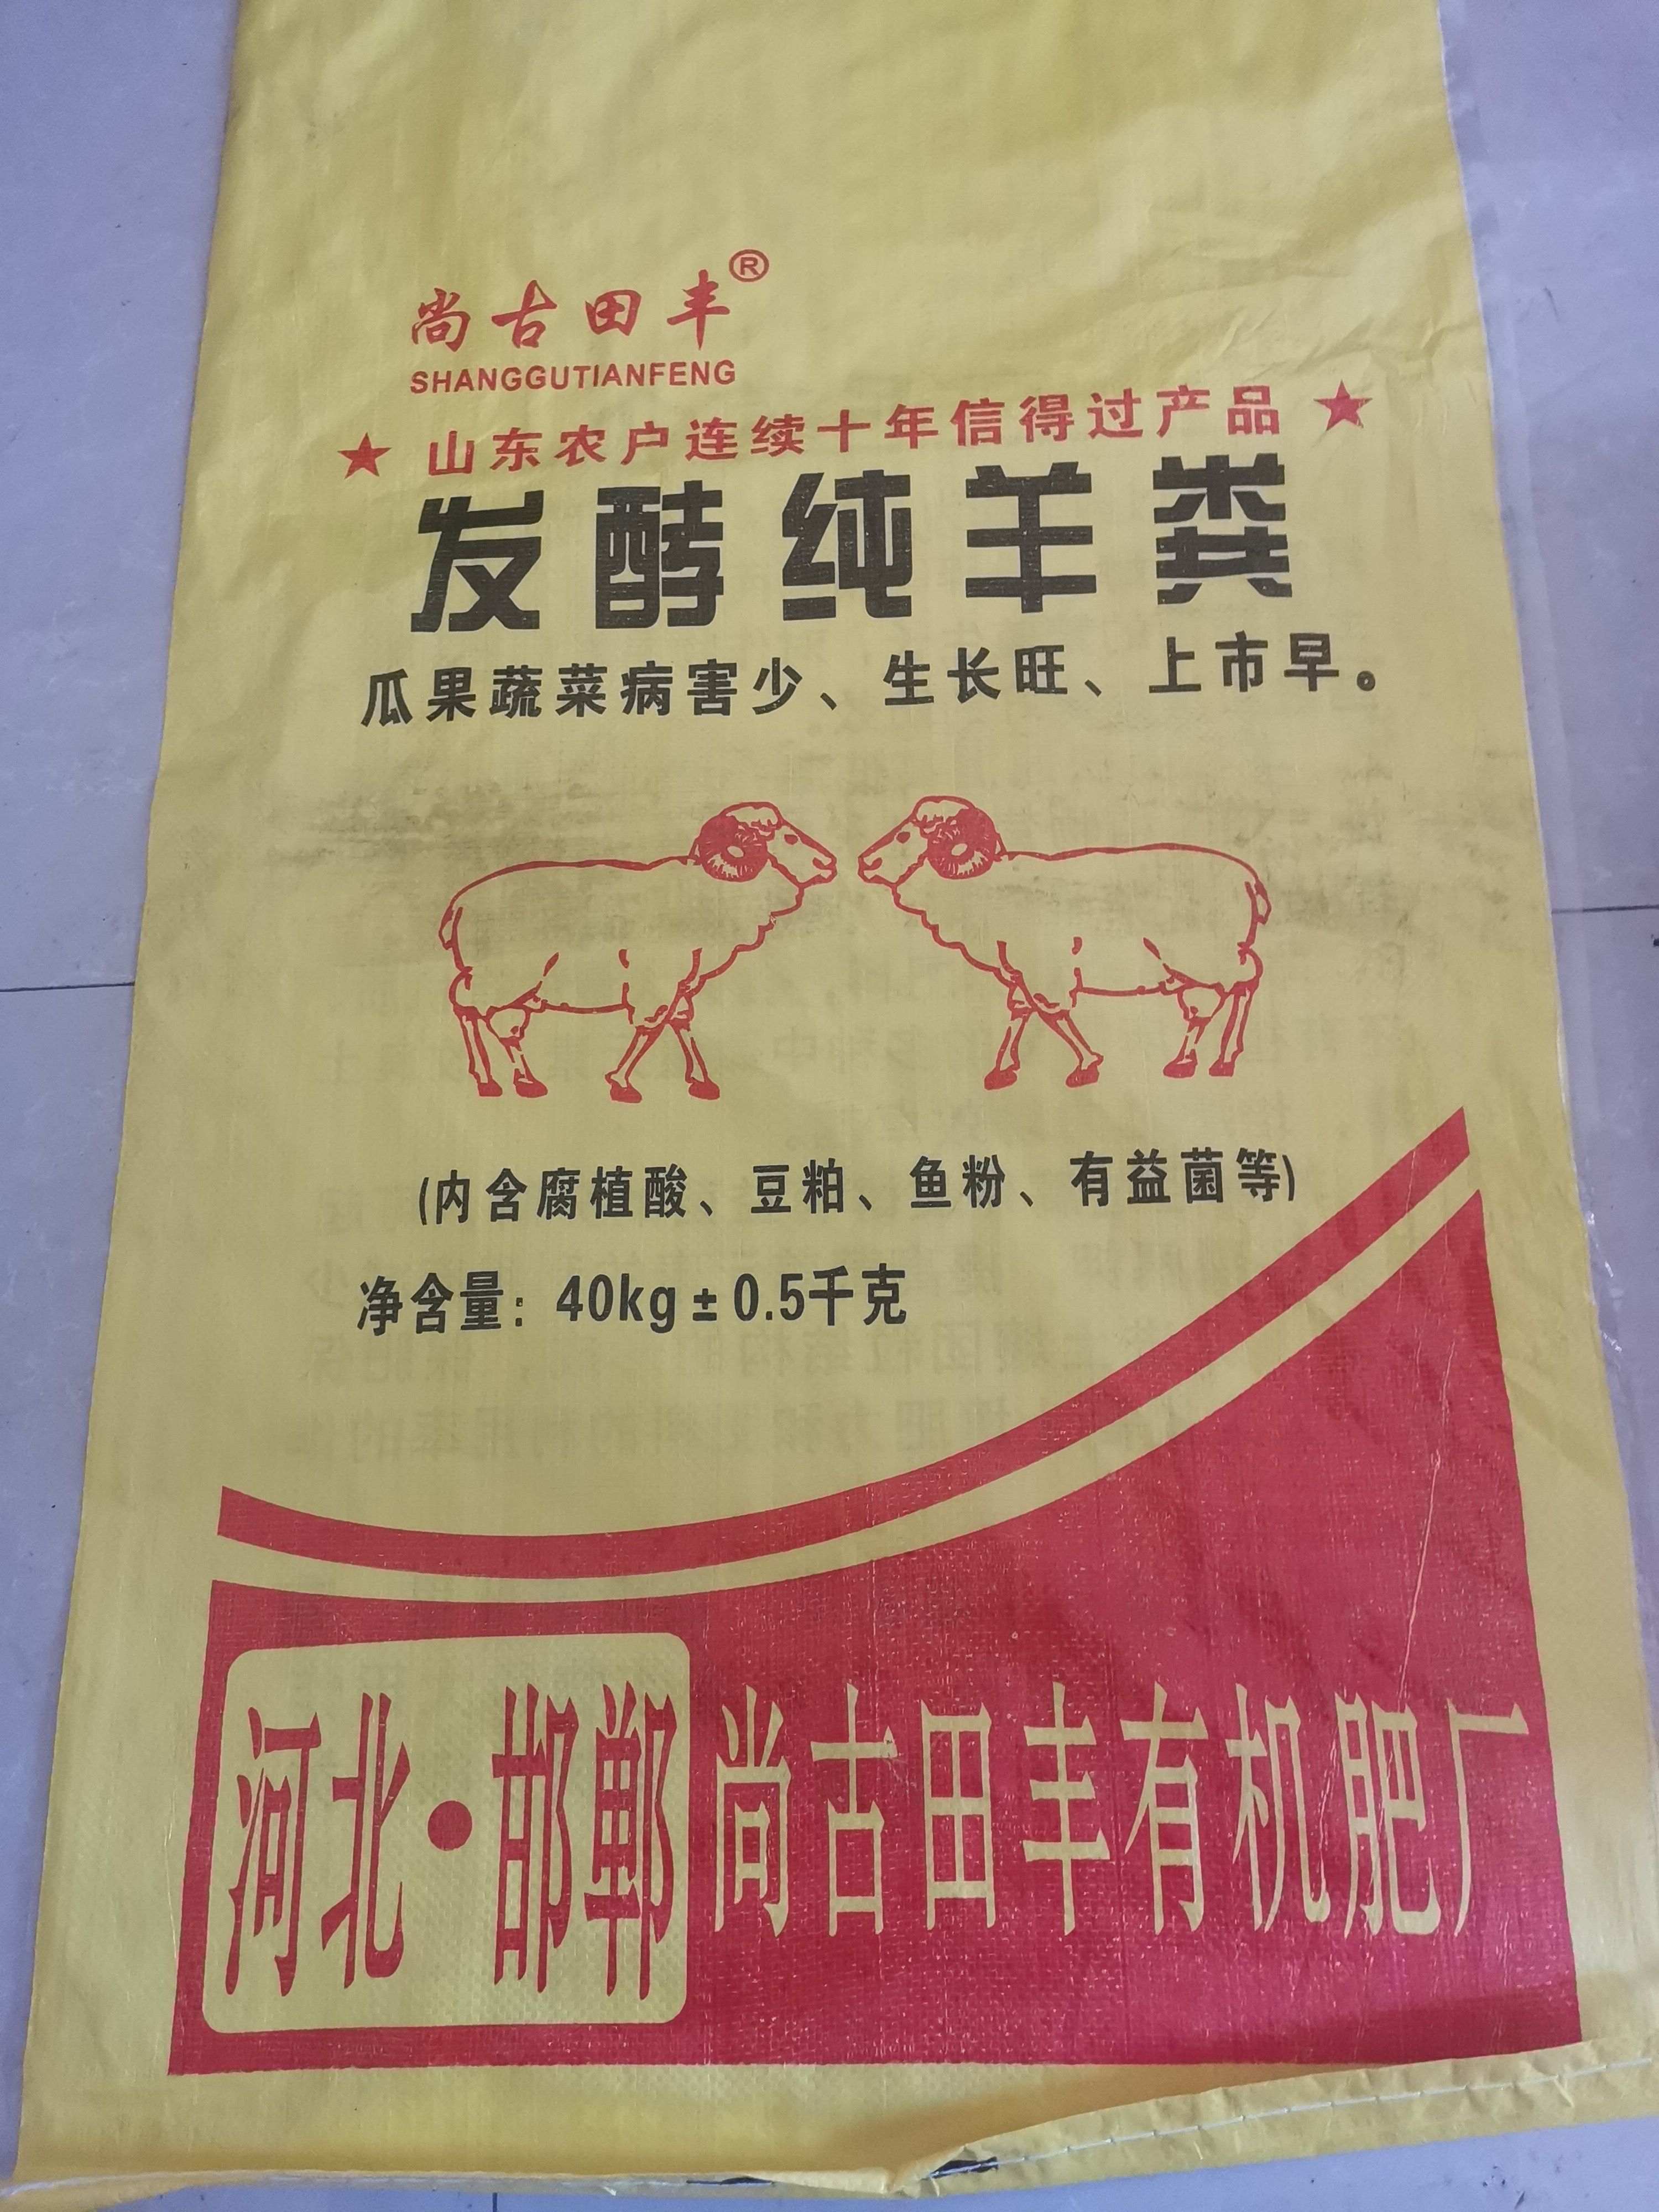 尚古田丰®
SHANGGUTIANFENG
★山东农户连续十年信得过产品★
发酵纯羊粪
瓜果蔬菜病害少、生长旺、上市早。
(内含腐植酸、豆粕、鱼粉、有益菌等)
净含量：40kg±0.5千克
河北·邯郸 尚古田丰有机肥厂